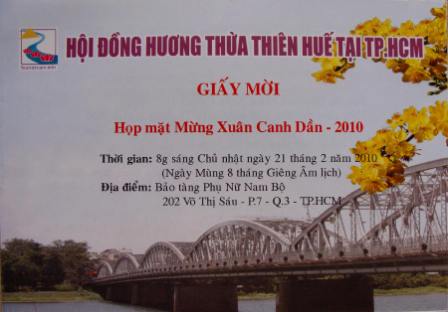 HỘI ĐỒNG HƯƠNG THỪA THIÊN HUẾ TẠI TP.HCM
GIẤY MỜI
Họp mặt Mừng Xuân Canh Dần - 2010
Thời gian: 8g sáng Chủ nhật ngày 21 tháng 2 năm 2010
(Ngày Mùng 8 tháng Giêng Âm lịch)
Địa điểm: Bảo tàng Phụ Nữ Nam Bộ
202 Võ Thị Sáu - P.7 - Q.3 - TP.HCM